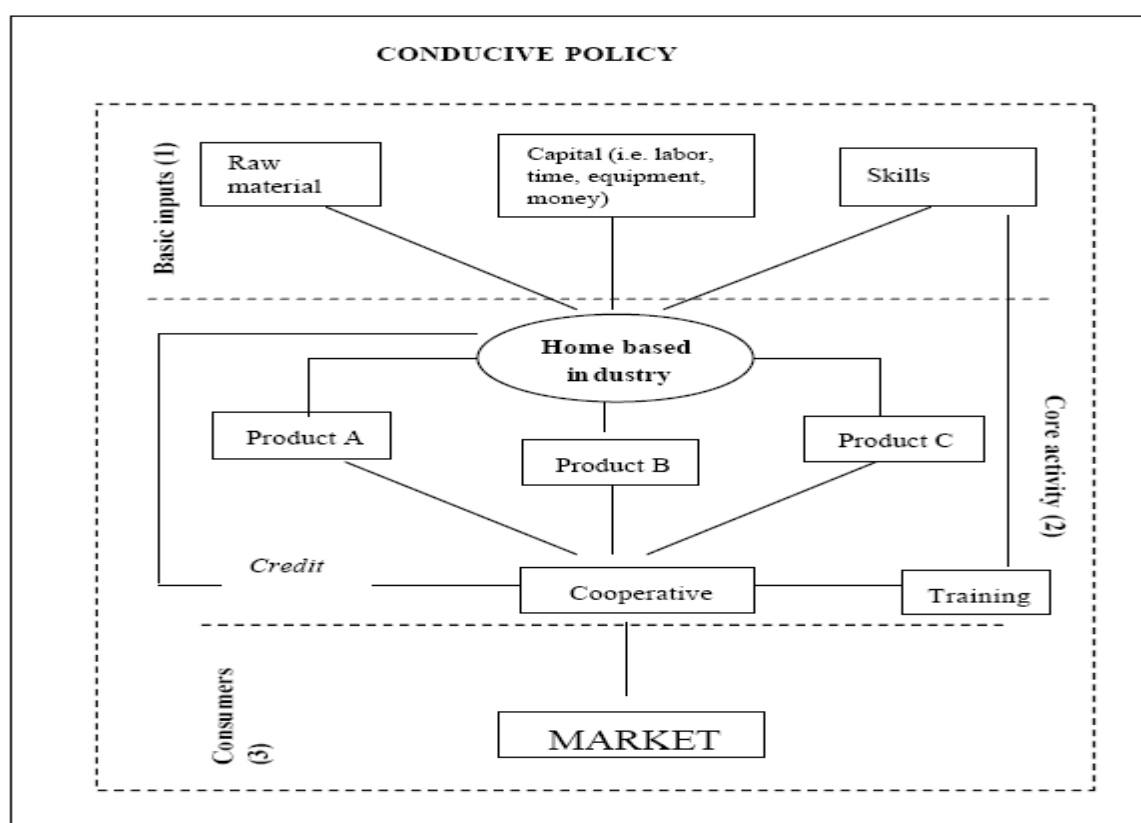 CONDUCIVE POLICY
Basic inputs (1)
Raw
material
Capital (i.e. labor,
time, equipment,
money)
Skills
Home based
in dustry
Product A
Product B
Product C
Core activity (2)
Credit
Cooperative
Training
Consumers
(3)
MARKET